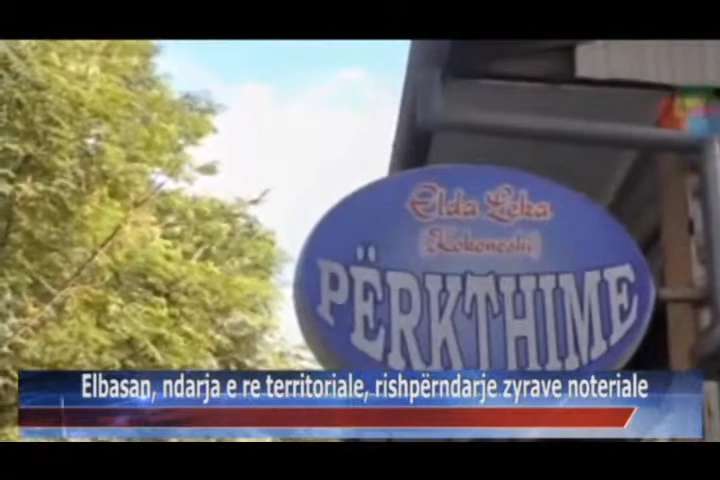 Elda Leka
(Kokoneshi)
PËRKTHIME
Elbasan, ndarja e re territoriale, rishpërndarje zyrave noteriale